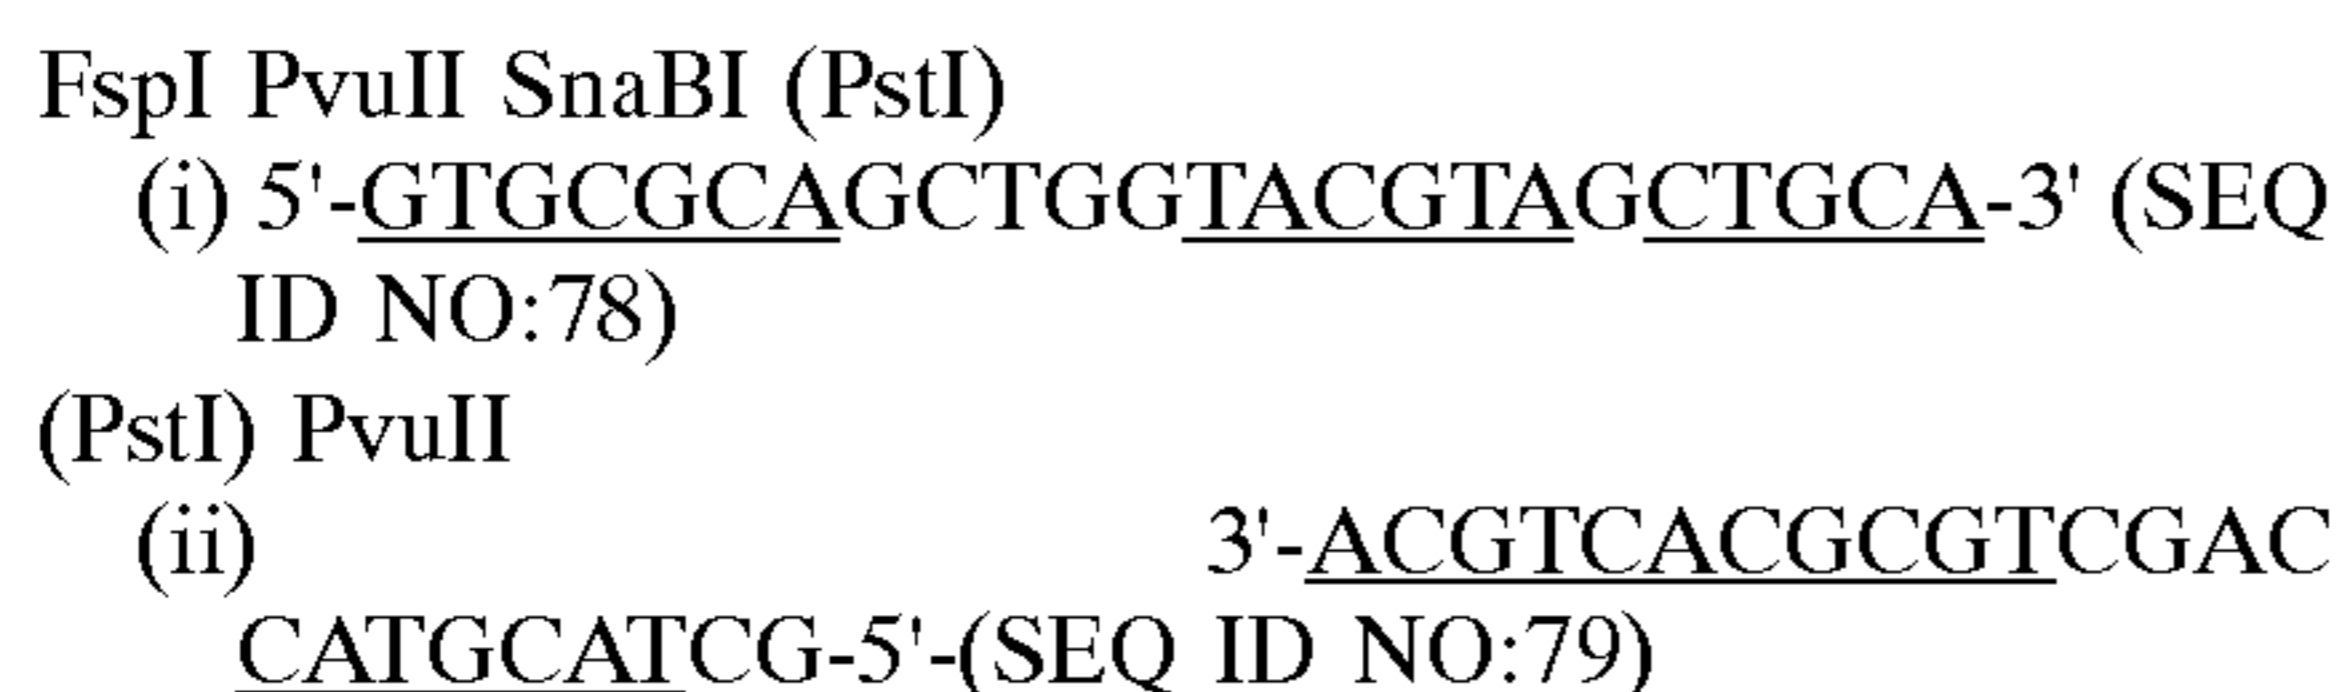 FspI PvuII SnaBI (PstI)
(i) 5'-GTGCGCAGCTGGTACGTAGCTGCA-3' (SEQ
ID NO:78)
(PstI) PvuII
(ii) 3'-ACGTCACGCGTCGAC
CATGCATCG-5'-(SEQ ID NO:79)